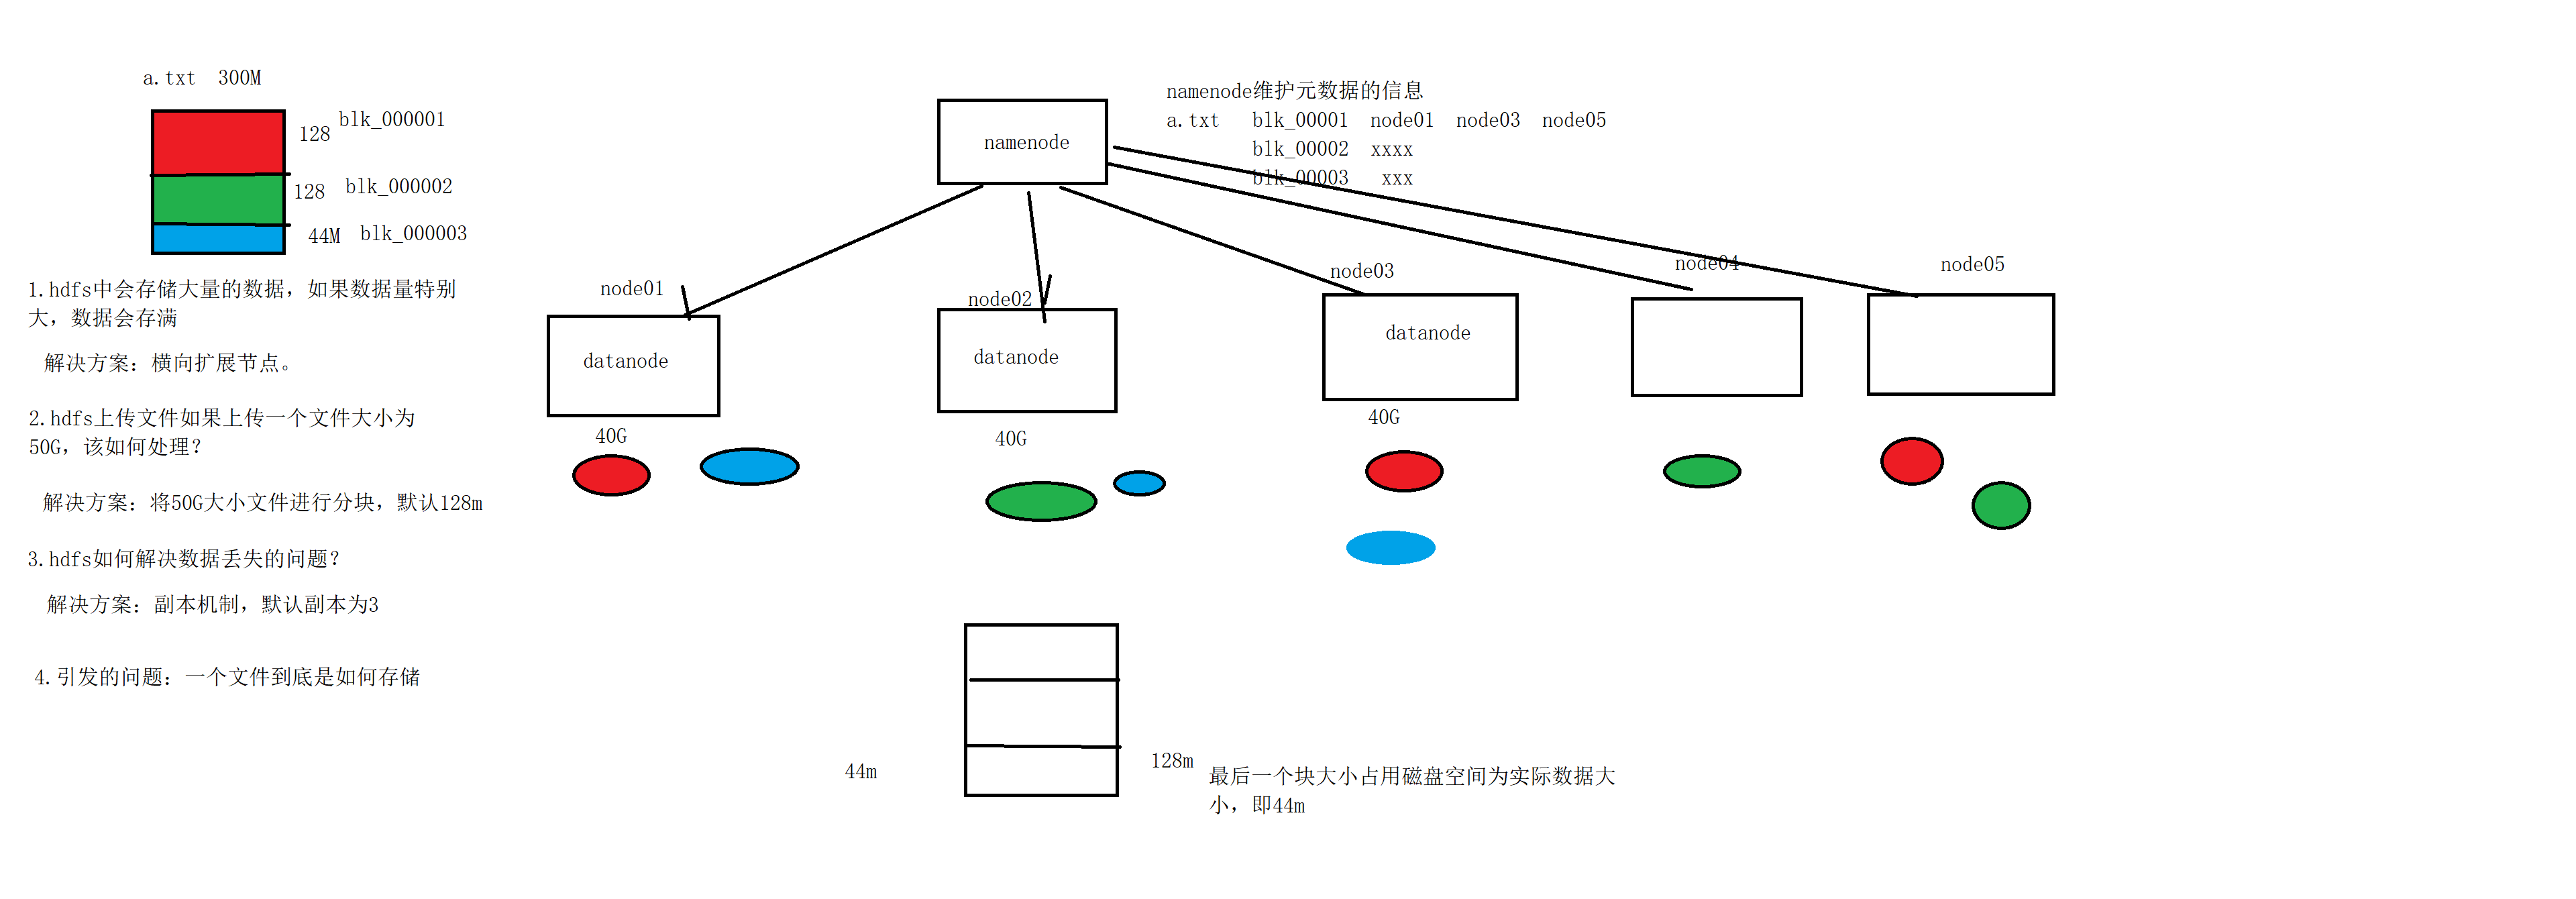 a.txt  300M
128 blk_000001
128  blk_000002
44M  blk_000003
1.hdfs中会存储大量的数据，如果数据量特别
大，数据会存满
解决方案：横向扩展节点。
2.hdfs上传文件如果上传一个文件大小为
50G，该如何处理？
解决方案：将50G大小文件进行分块，默认128m
3.hdfs如何解决数据丢失的问题？
解决方案：副本机制，默认副本为3
4.引发的问题：一个文件到底是如何存储
namenode
namenode维护元数据的信息
a.txt   blk_00001  node01  node03  node05
blk_00002  xxxx
blk_00003   xxx
node01
datanode
40G
node02
datanode
40G
node03
datanode
40G
node04
node05
44m
128m
最后一个块大小占用磁盘空间为实际数据大
小，即44m